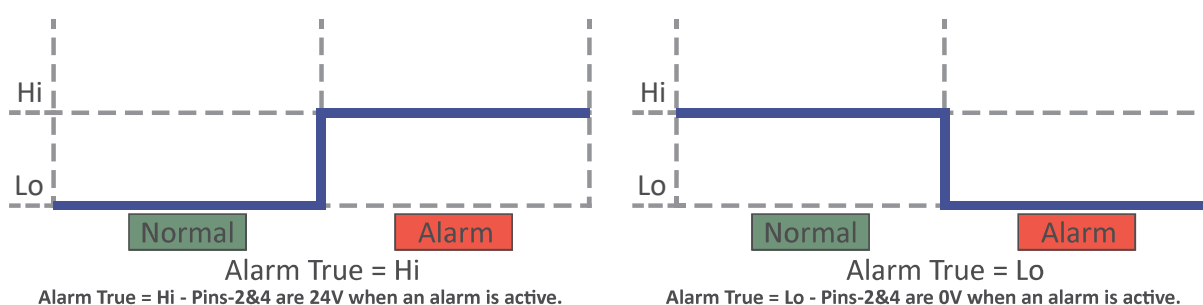 Hi
Lo
Normal
Alarm
Alarm True = Hi
Alarm True = Hi - Pins-2&4 are 24V when an alarm is active.
Hi
Lo
Normal
Alarm
Alarm True = Lo
Alarm True = Lo - Pins-2&4 are 0V when an alarm is active.